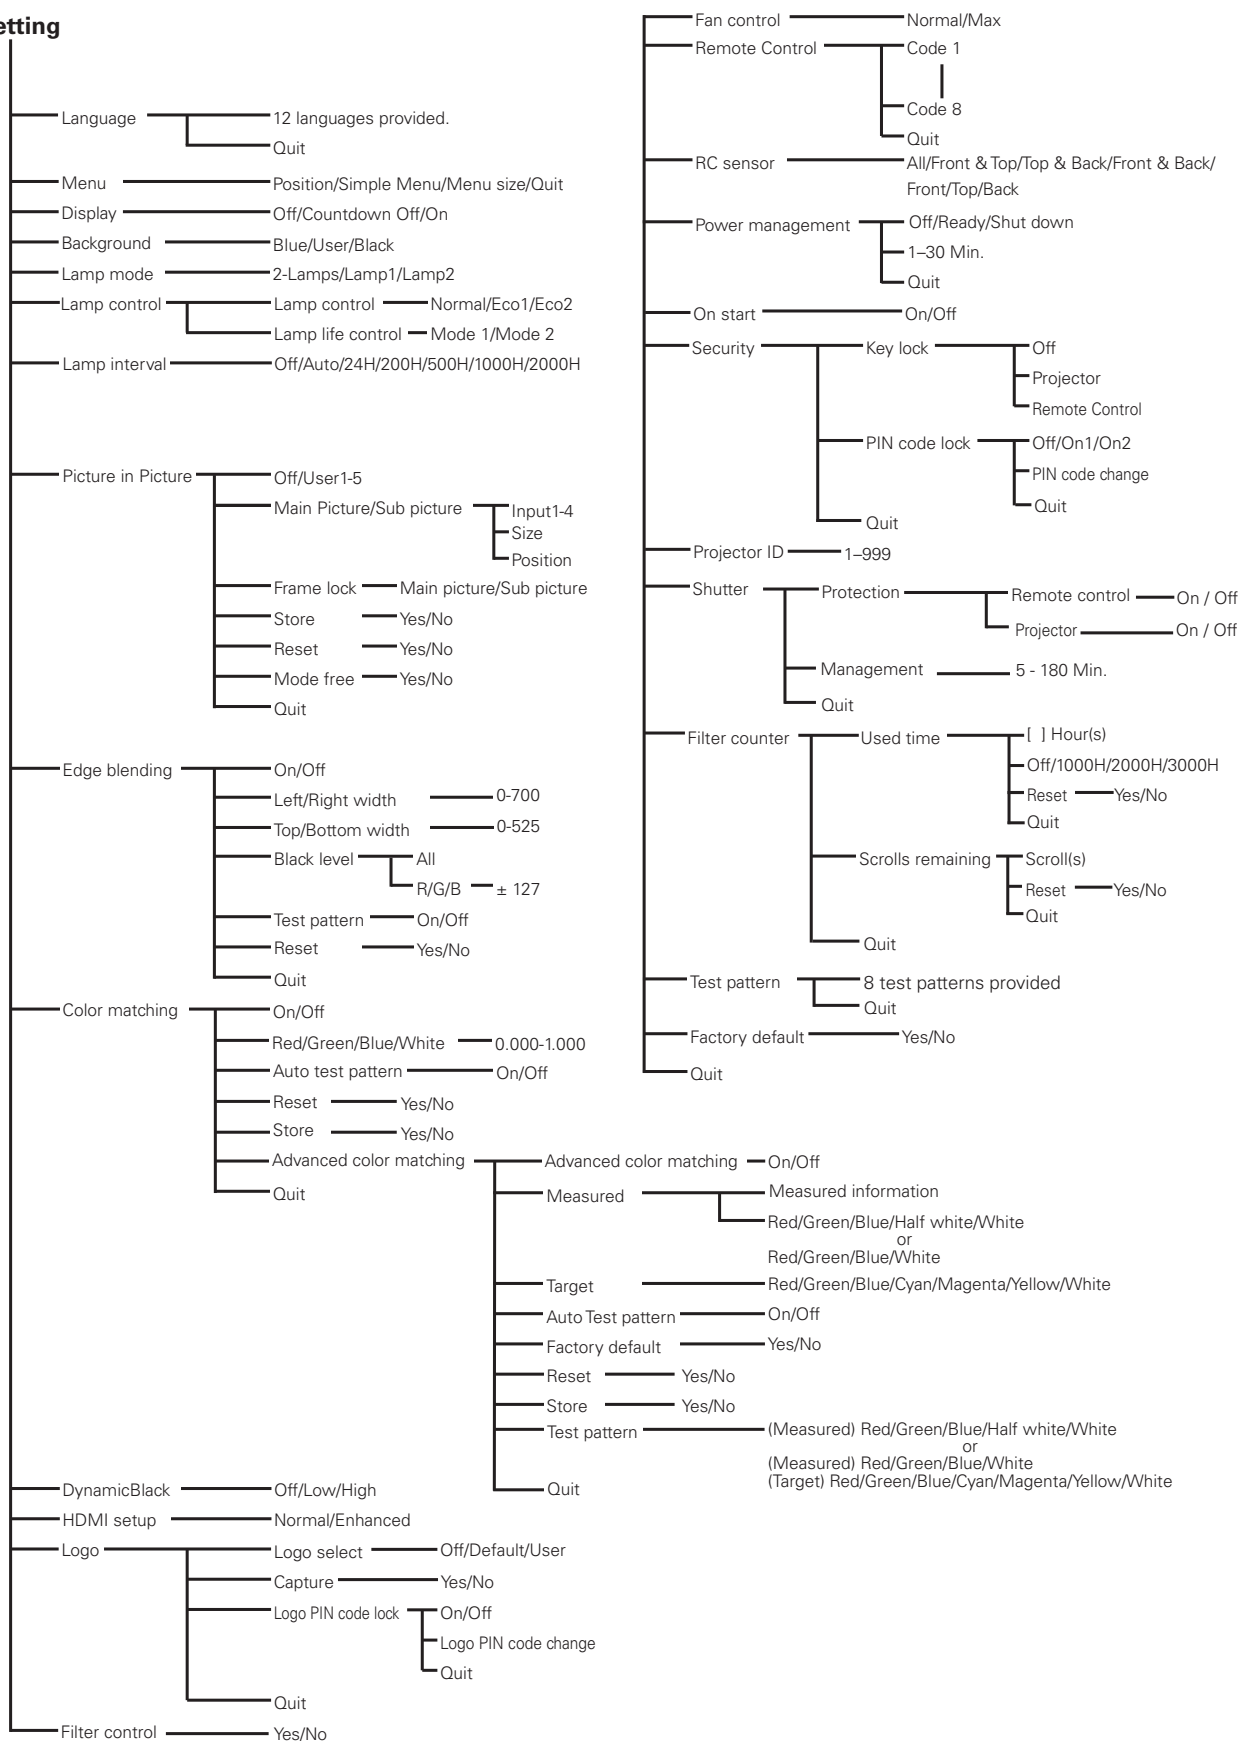 etting
Language
12 languages provided.
Quit
Menu
Position/Simple Menu/Menu size/Quit
Display
Off/Countdown Off/On
Background
Blue/User/Black
Lamp mode
2-Lamps/Lamp1/Lamp2
Lamp control
Lamp control
Normal/Eco1/Eco2
Lamp life control
Mode 1/Mode 2
Lamp interval
Off/Auto/24H/200H/500H/1000H/2000H
Picture in Picture
Off/User1-5
Main Picture/Sub picture
Input1-4
Size
Position
Frame lock
Main picture/Sub picture
Store
Yes/No
Reset
Yes/No
Mode free
Yes/No
Quit
Edge blending
On/Off
Left/Right width
0-700
Top/Bottom width
0-525
Black level
All
R/G/B
± 127
Test pattern
On/Off
Reset
Yes/No
Quit
Color matching
On/Off
Red/Green/Blue/White
0.000-1.000
Auto test pattern
On/Off
Reset
Yes/No
Store
Yes/No
Advanced color matching
Advanced color matching
On/Off
Measured
Measured information
Red/Green/Blue/Half white/White
or
Red/Green/Blue/White
Target
Red/Green/Blue/Cyan/Magenta/Yellow/White
Auto Test pattern
On/Off
Factory default
Yes/No
Reset
Yes/No
Store
Yes/No
Test pattern
(Measured) Red/Green/Blue/Half white/White
or
(Measured) Red/Green/Blue/White
(Target) Red/Green/Blue/Cyan/Magenta/Yellow/White
Quit
Quit
DynamicBlack
Off/Low/High
HDMI setup
Normal/Enhanced
Logo
Logo select
Off/Default/User
Capture
Yes/No
Logo PIN code lock
On/Off
Logo PIN code change
Quit
Quit
Filter control
Yes/No
Fan control
Normal/Max
Remote Control
Code 1
Code 8
Quit
RC sensor
All/Front & Top/Top & Back/Front & Back/
Front/Top/Back
Power management
Off/Ready/Shut down
1–30 Min.
Quit
On start
On/Off
Security
Key lock
Off
Projector
Remote Control
PIN code lock
Off/On1/On2
PIN code change
Quit
Quit
Projector ID
1–999
Shutter
Protection
Remote control
On / Off
Projector
On / Off
Management
5 - 180 Min.
Quit
Filter counter
Used time
[ ] Hour(s)
Off/1000H/2000H/3000H
Reset
Yes/No
Quit
Scrolls remaining
Scroll(s)
Reset
Yes/No
Quit
Quit
Test pattern
8 test patterns provided
Quit
Factory default
Yes/No
Quit